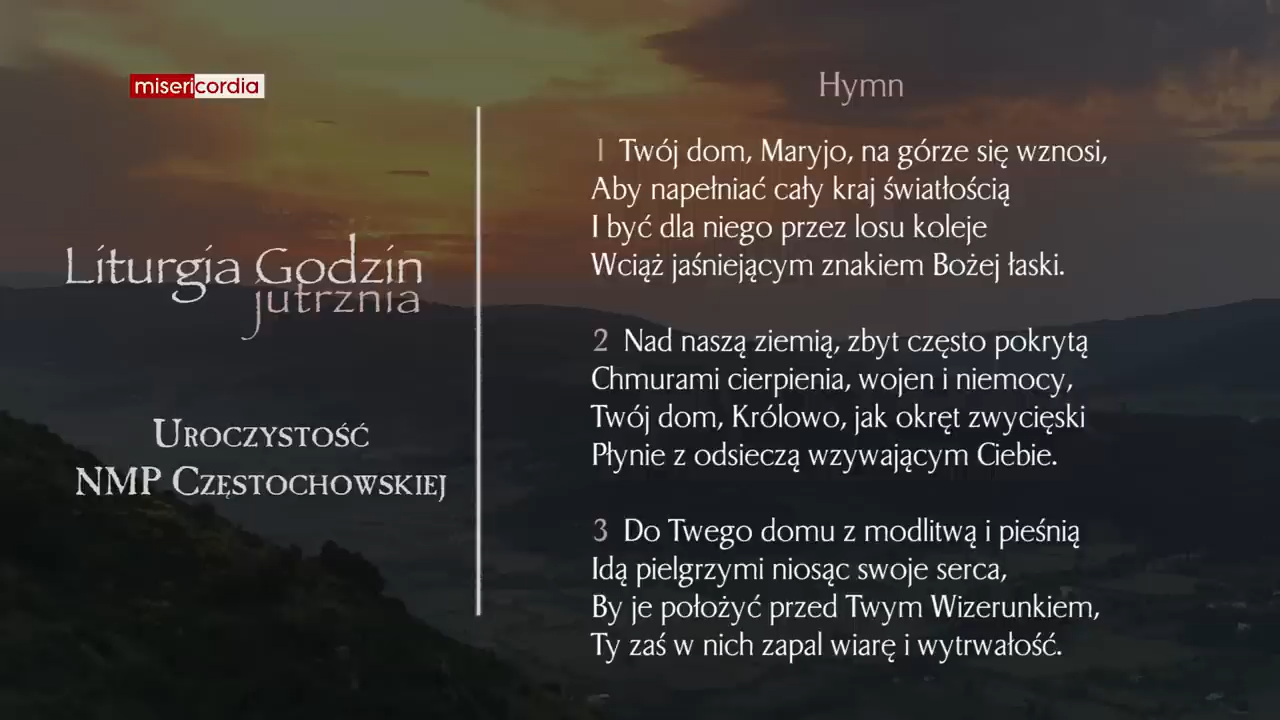 misericordia
Liturgia Godzin
jutrznia
Uroczystość
NMP Częstochowskiej
Hymn
1 Twój dom, Maryjo, na górze się wznosi,
Aby napełniać cały kraj światłością
I być dla niego przez losu koleje
Wciąż jaśniejącym znakiem Bożej łaski.
2 Nad naszą ziemią, zbyt często pokrytą
Chmurami cierpienia, wojen i niemocy,
Twój dom, Królowo, jak okręt zwycięski
Płynie z odsieczą wzywającym Ciebie.
3 Do Twego domu z modlitwą i pieśnią
Idą pielgrzymi niosąc swoje serca,
By je położyć przed Twym Wizerunkiem,
Ty zaś w nich zapal wiarę i wytrwałość.